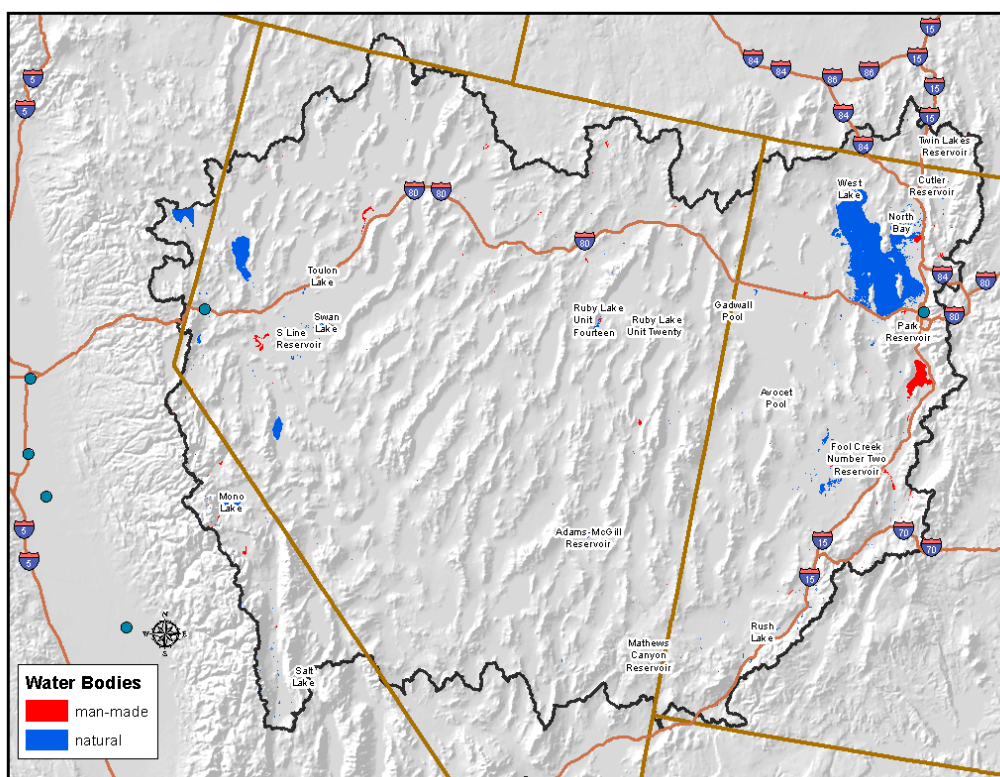 5
5
15
84
84
86
86
15
15
84
15
84
Twin Lakes
Reservoir
West
Lake
Cutler
Reservoir
80
80
North
Bay
80
Toulon
Lake
84
80
Swan
Lake
S Line
Reservoir
Ruby Lake
Unit
Fourteen
Ruby Lake
Unit Twenty
Gadwall
Pool
80
Park
Reservoir
Avocet
Pool
Fool Creek
Number Two
Reservoir
Mono
Lake
5
5
Adams-McGill
Reservoir
15
70
70
15
N
W
E
S
Rush
Lake
Mathews
Canyon
Reservoir
Salt
Lake
Water Bodies
man-made
natural